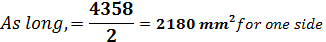 As long, = 4358/2 = 2180 mm² for one side